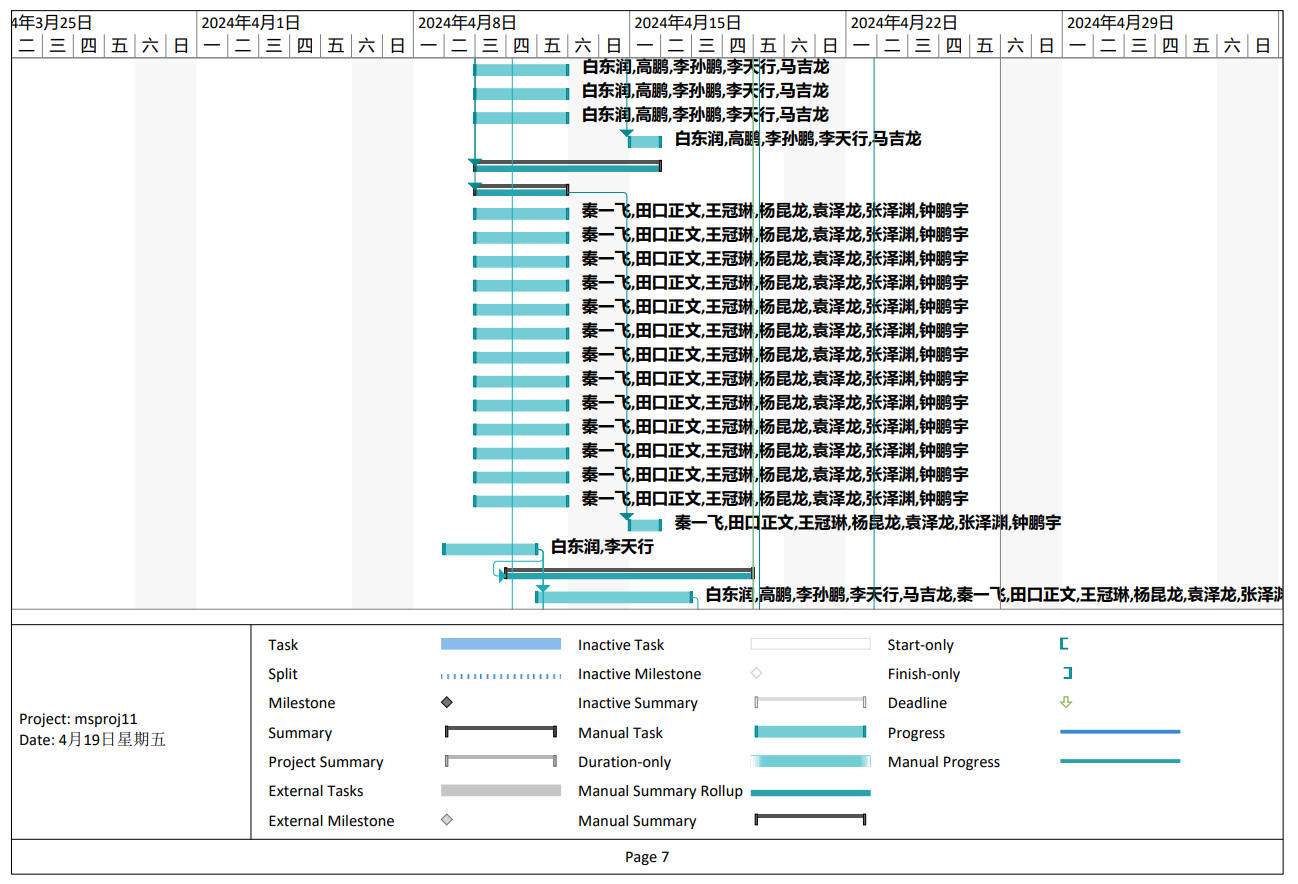 4年3月25日 2024年4月1日 2024年4月8日 2024年4月15日 2024年4月22日 2024年4月29日
二 三 四 五 六 日 一 二 三 四 五 六 日 一 二 三 四 五 六 日 一 二 三 四 五 六 日 一 二 三 四 五 六 日 一 二 三 四 五 六 日
白东润,高鹏,李孙鹏,李天行,马吉龙
白东润,高鹏,李孙鹏,李天行,马吉龙
白东润,高鹏,李孙鹏,李天行,马吉龙
白东润,高鹏,李孙鹏,李天行,马吉龙
秦一飞,田口正文,王冠琳,杨昆龙,袁泽龙,张泽渊,钟鹏宇
秦一飞,田口正文,王冠琳,杨昆龙,袁泽龙,张泽渊,钟鹏宇
秦一飞,田口正文,王冠琳,杨昆龙,袁泽龙,张泽渊,钟鹏宇
秦一飞,田口正文,王冠琳,杨昆龙,袁泽龙,张泽渊,钟鹏宇
秦一飞,田口正文,王冠琳,杨昆龙,袁泽龙,张泽渊,钟鹏宇
秦一飞,田口正文,王冠琳,杨昆龙,袁泽龙,张泽渊,钟鹏宇
秦一飞,田口正文,王冠琳,杨昆龙,袁泽龙,张泽渊,钟鹏宇
秦一飞,田口正文,王冠琳,杨昆龙,袁泽龙,张泽渊,钟鹏宇
秦一飞,田口正文,王冠琳,杨昆龙,袁泽龙,张泽渊,钟鹏宇
秦一飞,田口正文,王冠琳,杨昆龙,袁泽龙,张泽渊,钟鹏宇
秦一飞,田口正文,王冠琳,杨昆龙,袁泽龙,张泽渊,钟鹏宇
秦一飞,田口正文,王冠琳,杨昆龙,袁泽龙,张泽渊,钟鹏宇
秦一飞,田口正文,王冠琳,杨昆龙,袁泽龙,张泽渊,钟鹏宇
秦一飞,田口正文,王冠琳,杨昆龙,袁泽龙,张泽渊,钟鹏宇
白东润,李天行
白东润,高鹏,李孙鹏,李天行,马吉龙,秦一飞,田口正文,王冠琳,杨昆龙,袁泽龙,张泽渊
Project: msproj11
Date: 4月19日星期五
Task
Split
Milestone
Summary
Project Summary
External Tasks
External Milestone
Inactive Task
Inactive Milestone
Inactive Summary
Manual Task
Duration-only
Manual Summary Rollup
Manual Summary
Start-only
Finish-only
Deadline
Progress
Manual Progress
Page 7